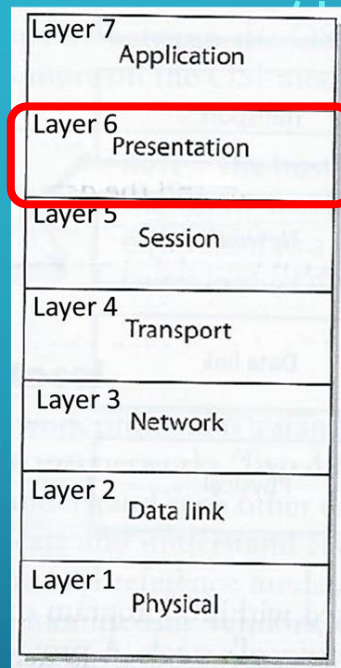 Layer 7
Application
Layer 6
Presentation
Layer 5
Session
Layer 4
Transport
Layer 3
Network
Layer 2
Data link
Layer 1
Physical